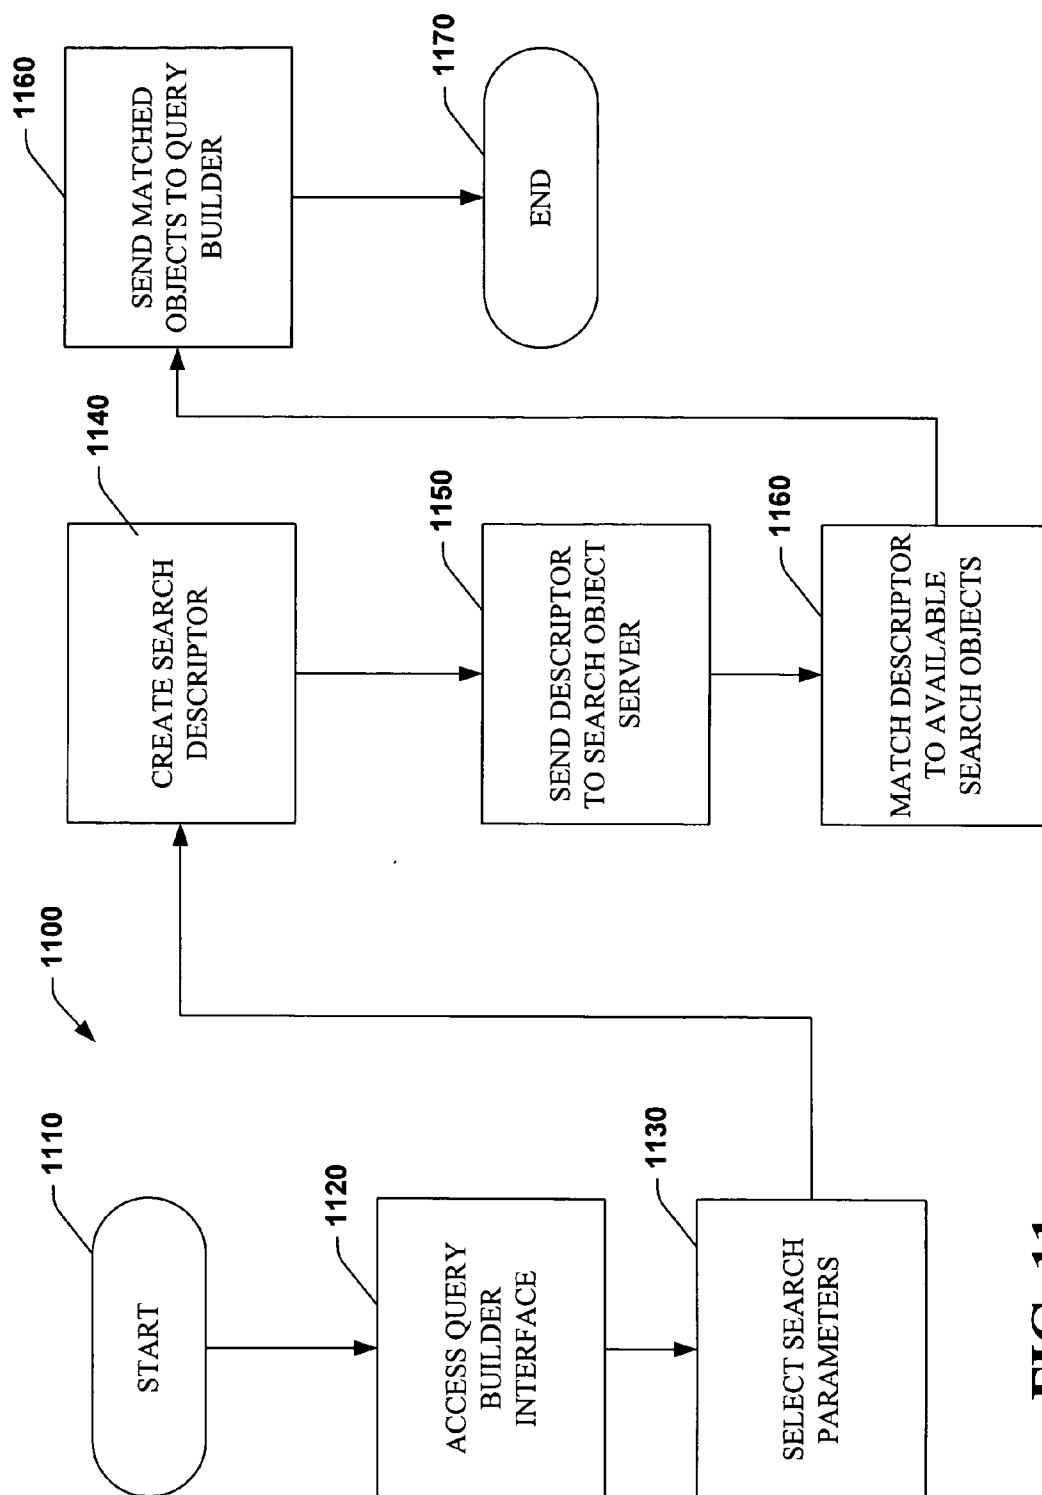 1100
1110
START
1120
ACCESS QUERY
BUILDER
INTERFACE
1130
SELECT SEARCH
PARAMETERS
1140
CREATE SEARCH
DESCRIPTOR
1150
SEND DESCRIPTOR
TO SEARCH OBJECT
SERVER
1160
MATCH DESCRIPTOR
TO AVAILABLE
SEARCH OBJECTS
1160
SEND MATCHED
OBJECTS TO QUERY
BUILDER
1170
END
FIG. 11